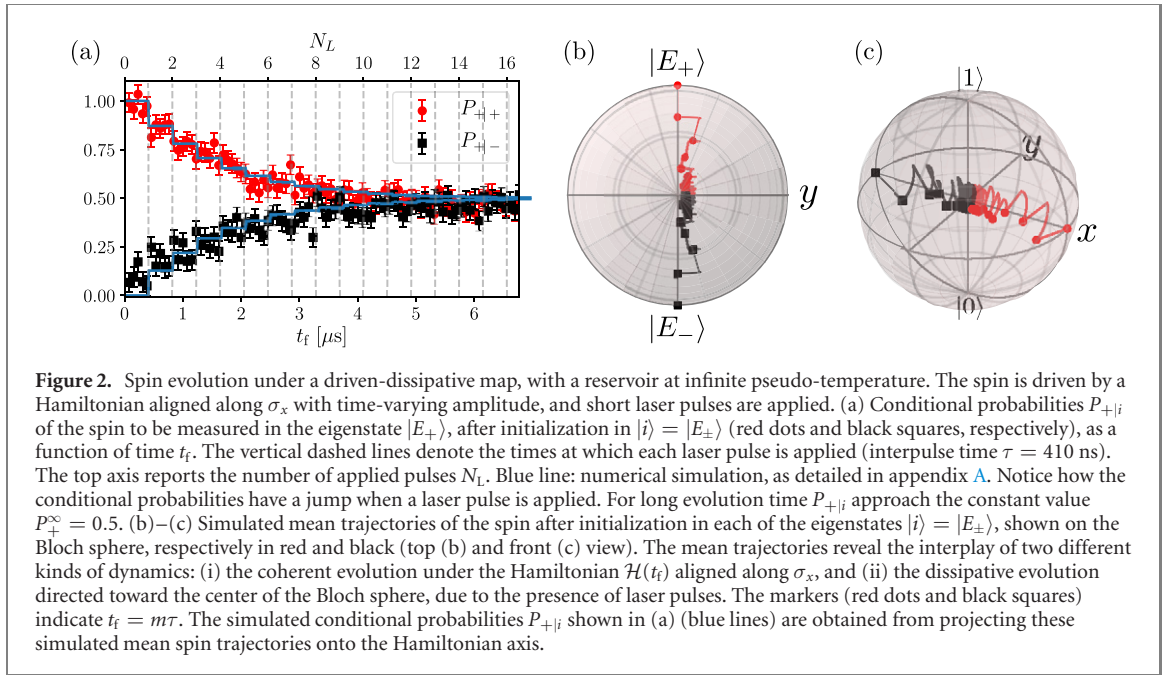 (a)
N_L
0 2 4 6 8 10 12 14 16
1.00
0.75
0.50
0.25
0.00
P_{+|+}
P_{+|-}
0 1 2 3 4 5 6
t_f [μs]
(b)
|E_+⟩
y
|E_−⟩
(c)
|1⟩
y
x
|0⟩
Figure 2. Spin evolution under a driven-dissipative map, with a reservoir at infinite pseudo-temperature. The spin is driven by a
Hamiltonian aligned along σ_x with time-varying amplitude, and short laser pulses are applied. (a) Conditional probabilities P_{+|i}
of the spin to be measured in the eigenstate |E_+⟩, after initialization in |i⟩ = |E_±⟩ (red dots and black squares, respectively), as a
function of time t_f. The vertical dashed lines denote the times at which each laser pulse is applied (interpulse time τ = 410 ns).
The top axis reports the number of applied pulses N_L. Blue line: numerical simulation, as detailed in appendix A. Notice how the
conditional probabilities have a jump when a laser pulse is applied. For long evolution time P_{+|i} approach the constant value
P_+^∞ = 0.5. (b)–(c) Simulated mean trajectories of the spin after initialization in each of the eigenstates |i⟩ = |E_±⟩, shown on the
Bloch sphere, respectively in red and black (top (b) and front (c) view). The mean trajectories reveal the interplay of two different
kinds of dynamics: (i) the coherent evolution under the Hamiltonian ℋ(t_f) aligned along σ_x, and (ii) the dissipative evolution
directed toward the center of the Bloch sphere, due to the presence of laser pulses. The markers (red dots and black squares)
indicate t_f = mτ. The simulated conditional probabilities P_{+|i} shown in (a) (blue lines) are obtained from projecting these
simulated mean spin trajectories onto the Hamiltonian axis.